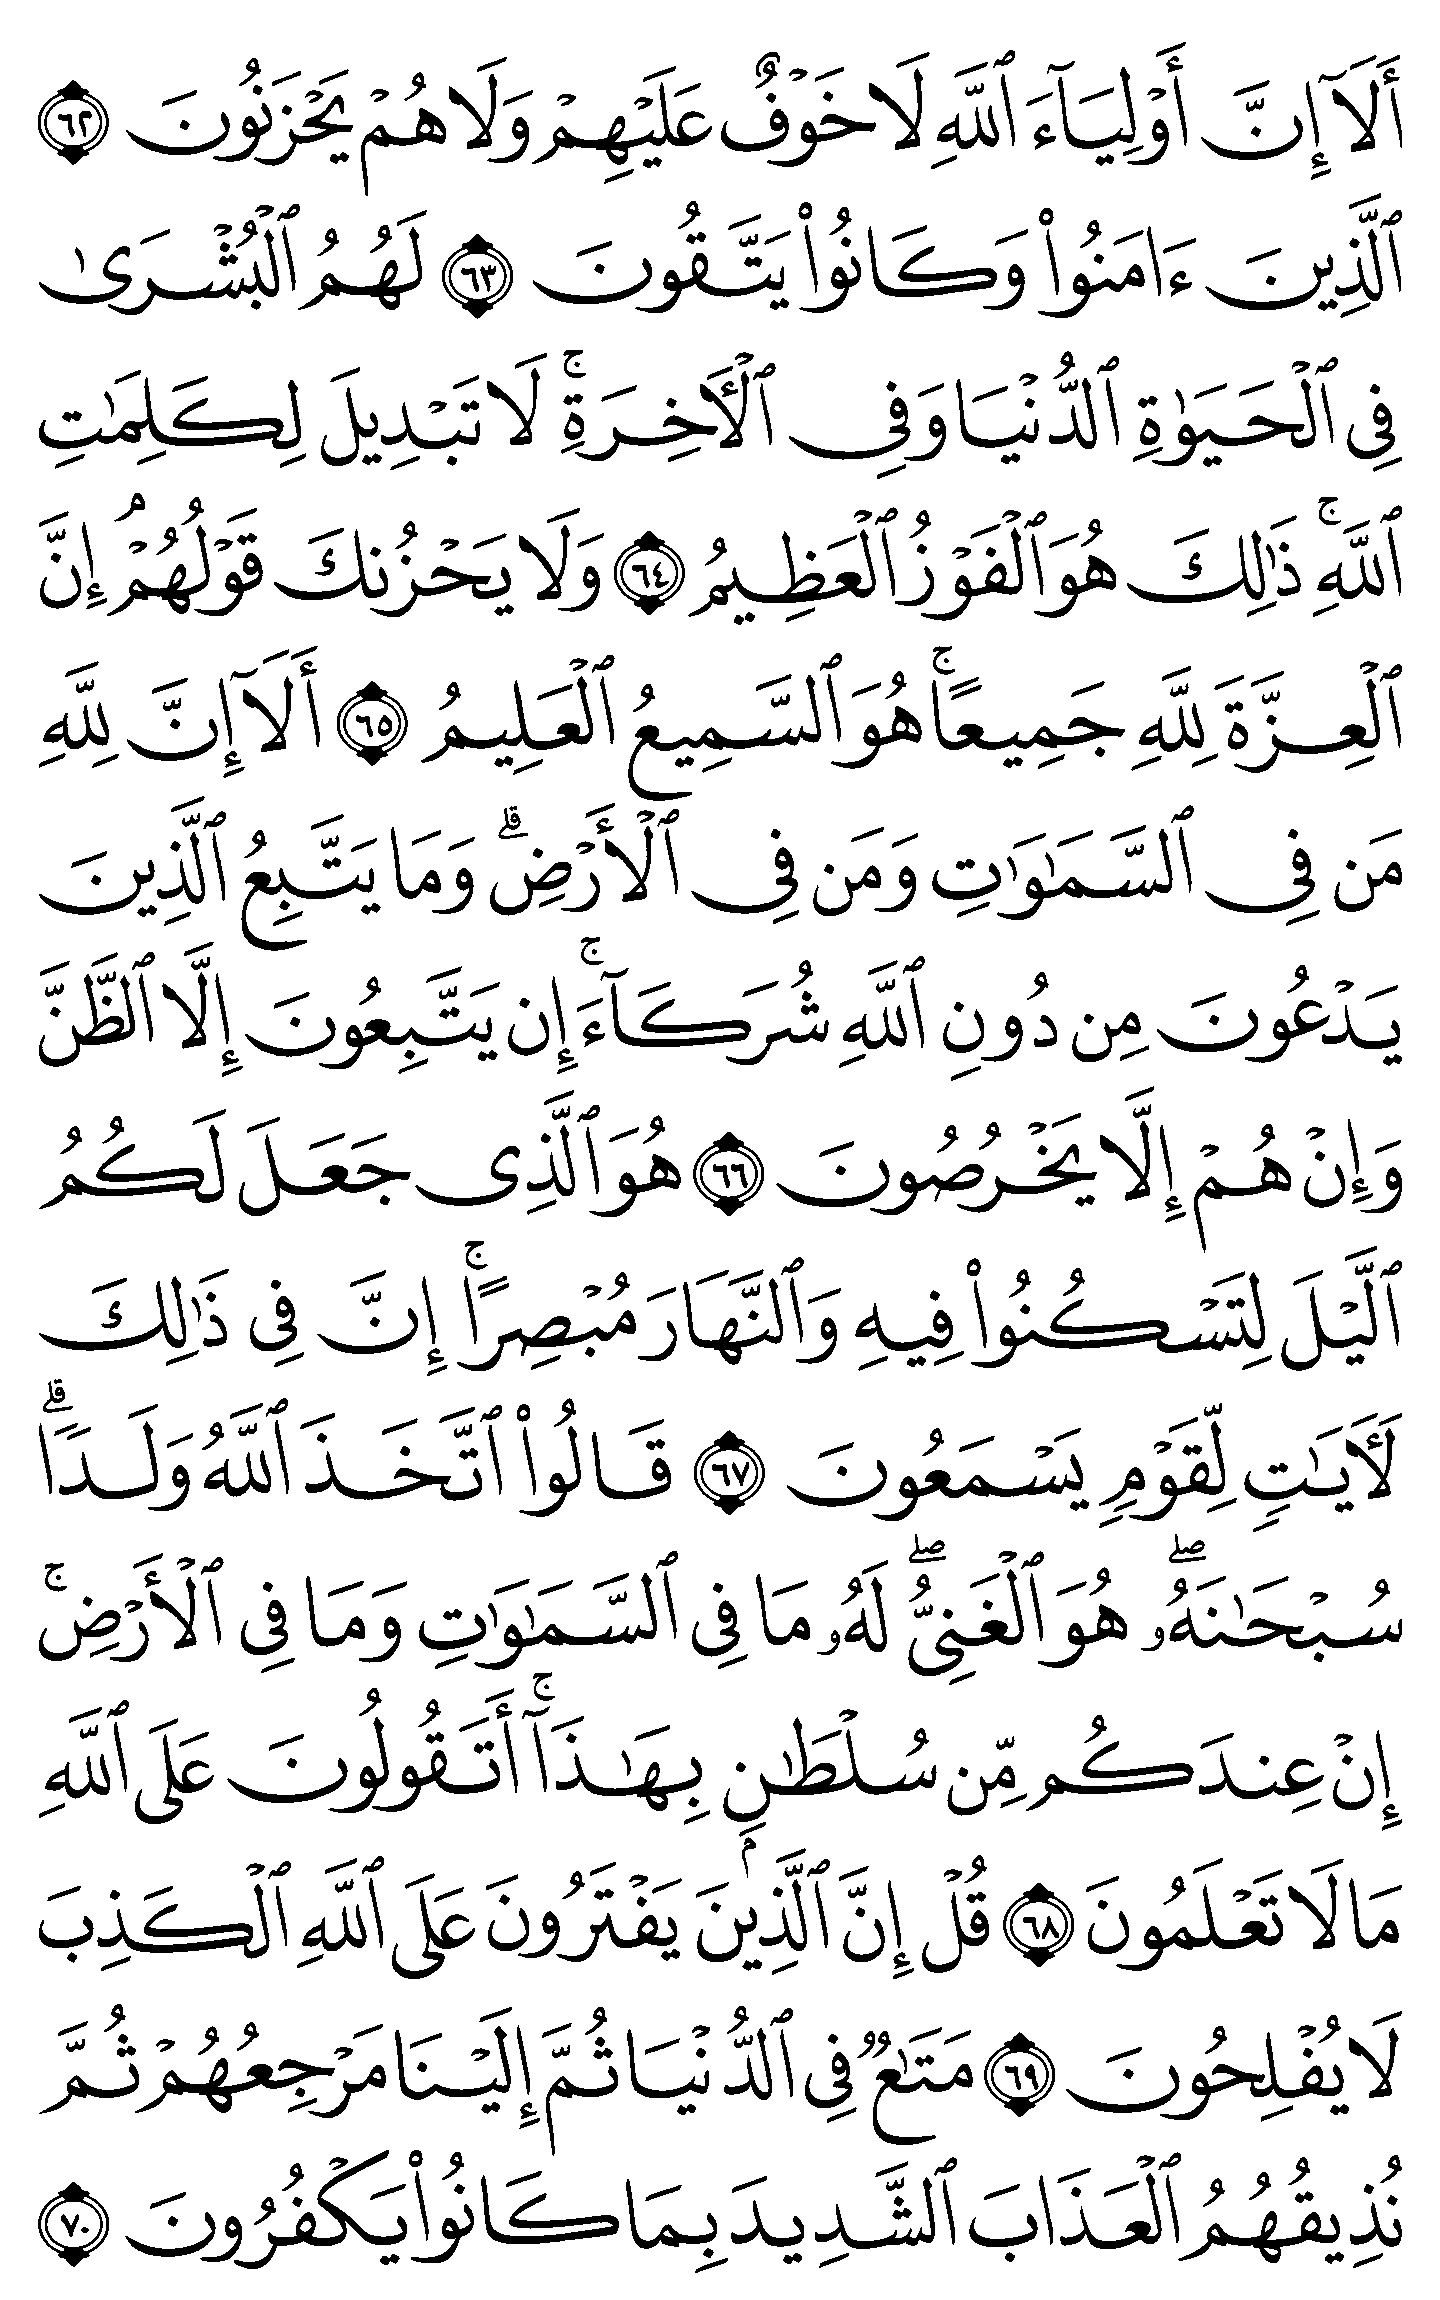 أَلَآ إِنَّ أَوۡلِيَآءَ ٱللَّهِ لَا خَوۡفٌ عَلَيۡهِمۡ وَلَا هُمۡ يَحۡزَنُونَ ٦٢
ٱلَّذِينَ ءَامَنُواْ وَكَانُواْ يَتَّقُونَ ٦٣ لَهُمُ ٱلۡبُشۡرَىٰ
فِي ٱلۡحَيَوٰةِ ٱلدُّنۡيَا وَفِي ٱلۡأٓخِرَةِۚ لَا تَبۡدِيلَ لِكَلِمَٰتِ
ٱللَّهِۚ ذَٰلِكَ هُوَ ٱلۡفَوۡزُ ٱلۡعَظِيمُ ٦٤ وَلَا يَحۡزُنكَ قَوۡلُهُمۡۘ إِنَّ
ٱلۡعِزَّةَ لِلَّهِ جَمِيعًاۚ هُوَ ٱلسَّمِيعُ ٱلۡعَلِيمُ ٦٥ أَلَآ إِنَّ لِلَّهِ
مَن فِي ٱلسَّمَٰوَٰتِ وَمَن فِي ٱلۡأَرۡضِۗ وَمَا يَتَّبِعُ ٱلَّذِينَ
يَدۡعُونَ مِن دُونِ ٱللَّهِ شُرَكَآءَۚ إِن يَتَّبِعُونَ إِلَّا ٱلظَّنَّ
وَإِنۡ هُمۡ إِلَّا يَخۡرُصُونَ ٦٦ هُوَ ٱلَّذِي جَعَلَ لَكُمُ
ٱلَّيۡلَ لِتَسۡكُنُواْ فِيهِ وَٱلنَّهَارَ مُبۡصِرًاۚ إِنَّ فِي ذَٰلِكَ
لَأٓيَٰتٖ لِّقَوۡمٖ يَسۡمَعُونَ ٦٧ قَالُواْ ٱتَّخَذَ ٱللَّهُ وَلَدٗاۗ
سُبۡحَٰنَهُۥۖ هُوَ ٱلۡغَنِيُّۖ لَهُۥ مَا فِي ٱلسَّمَٰوَٰتِ وَمَا فِي ٱلۡأَرۡضِۚ
إِنۡ عِندَكُم مِّن سُلۡطَٰنِۭ بِهَٰذَآۚ أَتَقُولُونَ عَلَى ٱللَّهِ
مَا لَا تَعۡلَمُونَ ٦٨ قُلۡ إِنَّ ٱلَّذِينَ يَفۡتَرُونَ عَلَى ٱللَّهِ ٱلۡكَذِبَ
لَا يُفۡلِحُونَ ٦٩ مَتَٰعٞ فِي ٱلدُّنۡيَا ثُمَّ إِلَيۡنَا مَرۡجِعُهُمۡ ثُمَّ
نُذِيقُهُمُ ٱلۡعَذَابَ ٱلشَّدِيدَ بِمَا كَانُواْ يَكۡفُرُونَ ٧٠